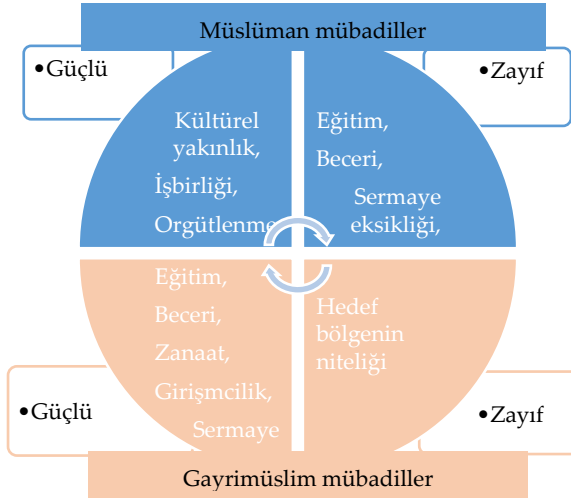 Müslüman mübadiller
•Güçlü
•Zayıf
Kültürel
yakınlık,
İşbirliği,
Orgütlenme
Eğitim,
Beceri,
Sermaye
eksikliği,
Eğitim,
Beceri,
Zanaat,
Girişmcilik,
Sermaye
Hedef
bölgenin
niteliği
•Güçlü
•Zayıf
Gayrimüslim mübadiller